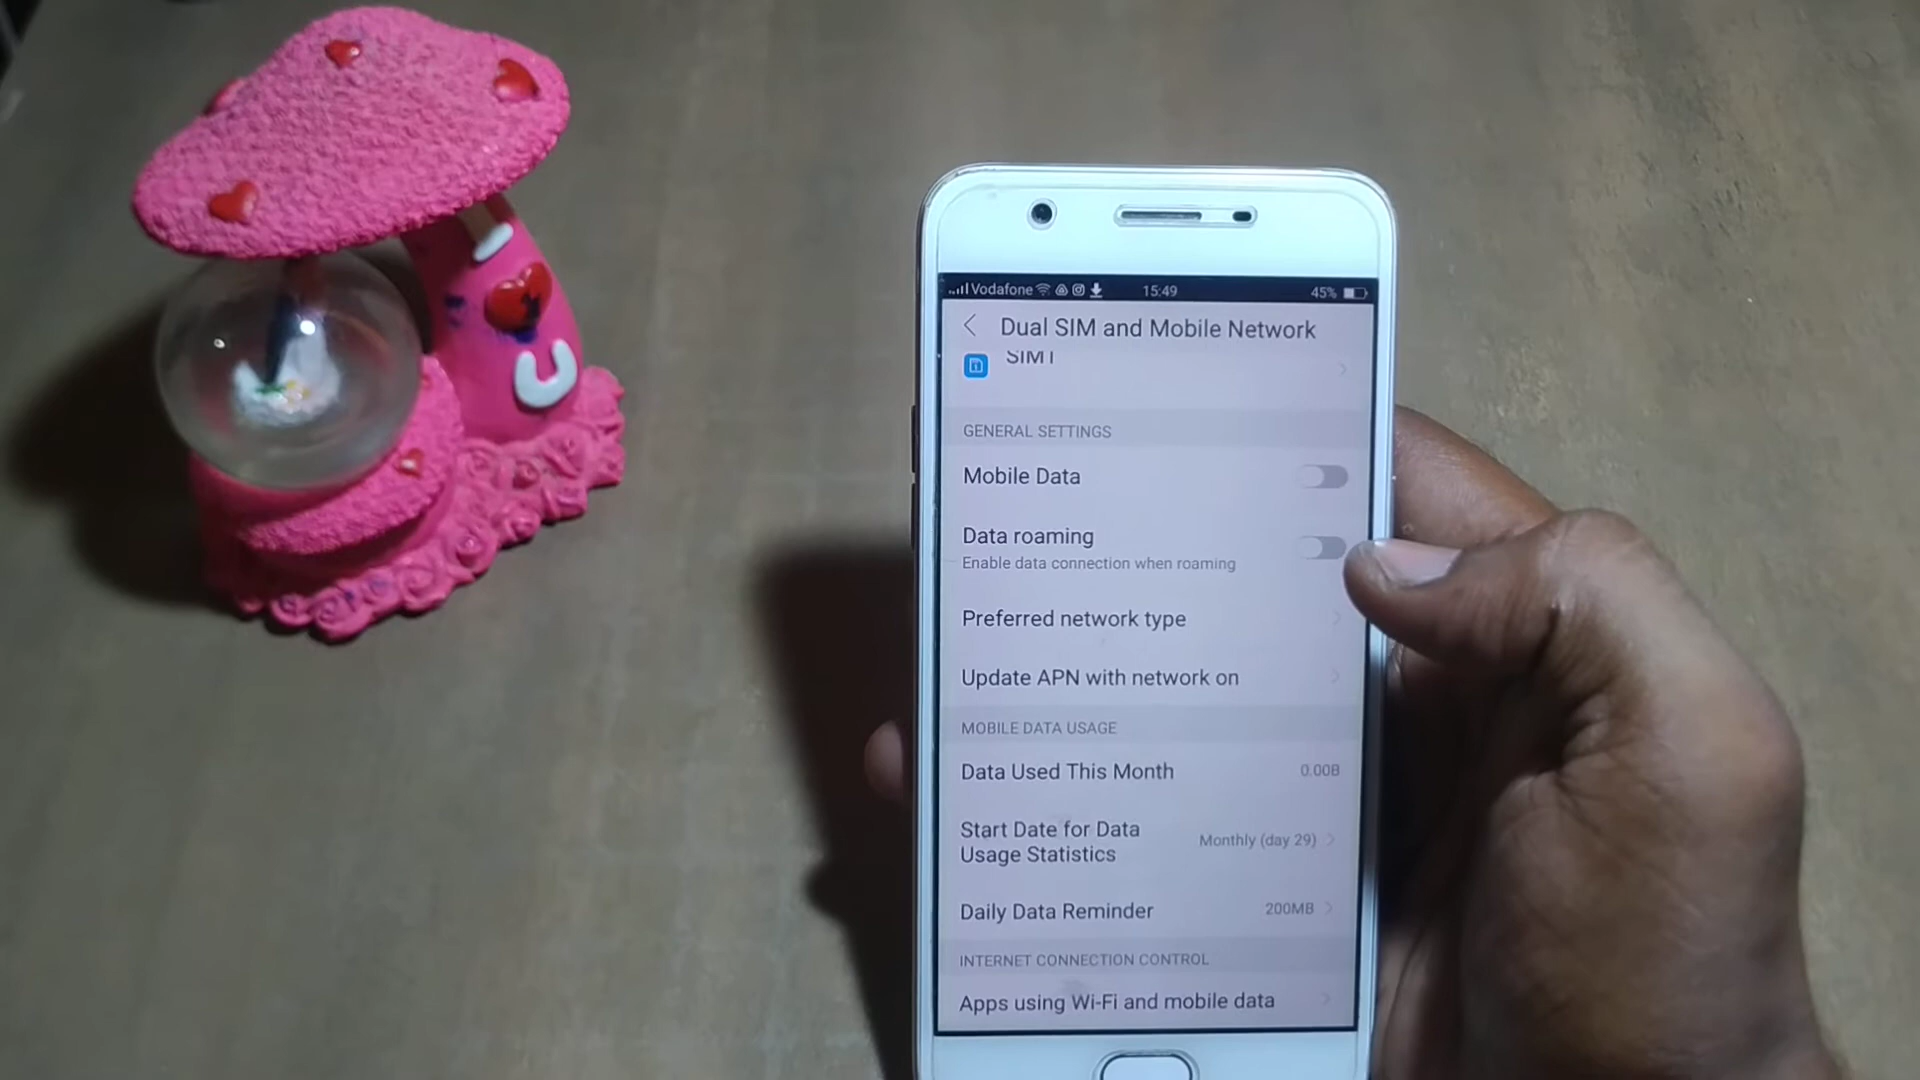 Vodafone 15:49 45%
Dual SIM and Mobile Network
SIM1
GENERAL SETTINGS
Mobile Data
Data roaming
Enable data connection when roaming
Preferred network type
Update APN with network on
MOBILE DATA USAGE
Data Used This Month 0.00B
Start Date for Data
Usage Statistics Monthly (day 29)
Daily Data Reminder 200MB
INTERNET CONNECTION CONTROL
Apps using Wi-Fi and mobile data